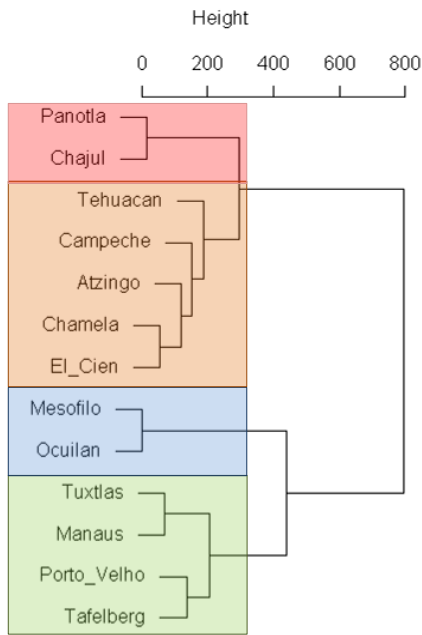 Height
0 200 400 600 800
Panotla
Chajul
Tehuacan
Campeche
Atzingo
Chamela
El_Cien
Mesofilo
Ocuilan
Tuxtlas
Manaus
Porto_Velho
Tafelberg